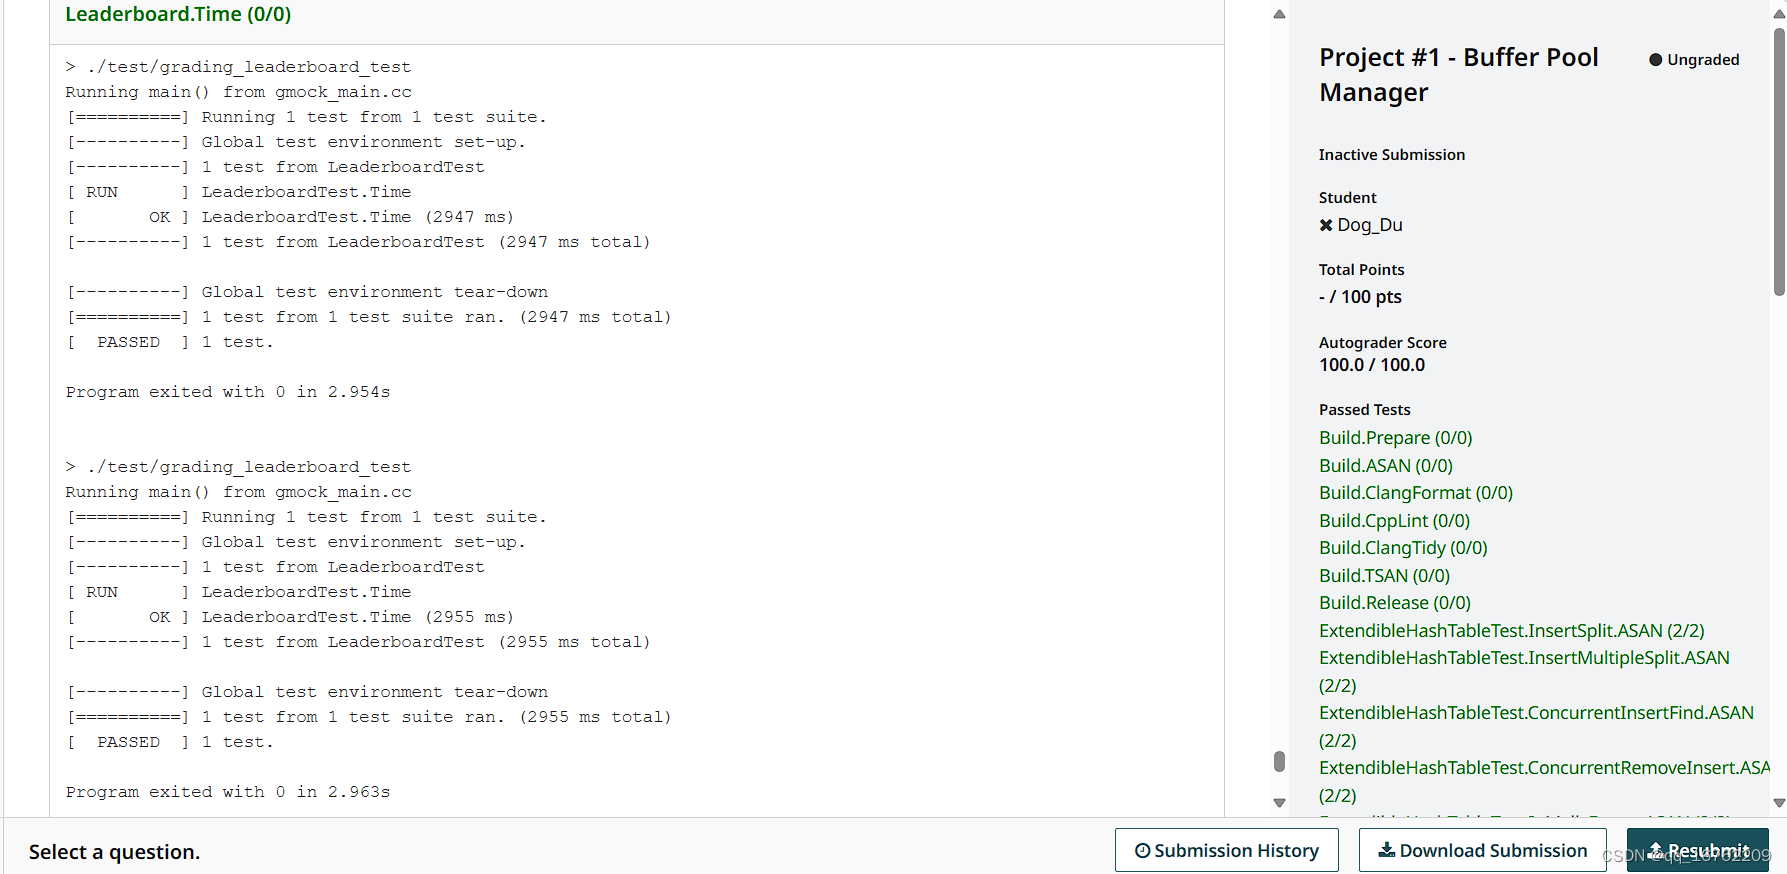 Leaderboard.Time (0/0)
> ./test/grading_leaderboard_test
Running main() from gmock_main.cc
[==========] Running 1 test from 1 test suite.
[----------] Global test environment set-up.
[----------] 1 test from LeaderboardTest
[ RUN      ] LeaderboardTest.Time
[       OK ] LeaderboardTest.Time (2947 ms)
[----------] 1 test from LeaderboardTest (2947 ms total)
[----------] Global test environment tear-down
[==========] 1 test from 1 test suite ran. (2947 ms total)
[  PASSED  ] 1 test.
Program exited with 0 in 2.954s
> ./test/grading_leaderboard_test
Running main() from gmock_main.cc
[==========] Running 1 test from 1 test suite.
[----------] Global test environment set-up.
[----------] 1 test from LeaderboardTest
[ RUN      ] LeaderboardTest.Time
[       OK ] LeaderboardTest.Time (2955 ms)
[----------] 1 test from LeaderboardTest (2955 ms total)
[----------] Global test environment tear-down
[==========] 1 test from 1 test suite ran. (2955 ms total)
[  PASSED  ] 1 test.
Program exited with 0 in 2.963s
Project #1 - Buffer Pool
Manager
Ungraded
Inactive Submission
Student
Dog_Du
Total Points
- / 100 pts
Autograder Score
100.0 / 100.0
Passed Tests
Build.Prepare (0/0)
Build.ASAN (0/0)
Build.ClangFormat (0/0)
Build.CppLint (0/0)
Build.ClangTidy (0/0)
Build.TSAN (0/0)
Build.Release (0/0)
ExtendibleHashTableTest.InsertSplit.ASAN (2/2)
ExtendibleHashTableTest.InsertMultipleSplit.ASAN
(2/2)
ExtendibleHashTableTest.ConcurrentInsertFind.ASAN
(2/2)
ExtendibleHashTableTest.ConcurrentRemoveInsert.ASA
(2/2)
Select a question.
Submission History
Download Submission
Resubmit